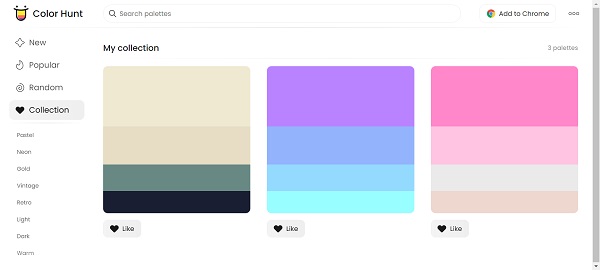 Color Hunt
Search palettes
Add to Chrome
New
Popular
Random
Collection
Pastel
Neon
Gold
Vintage
Retro
Light
Dark
Warm
My collection
3 palettes
Like
Like
Like